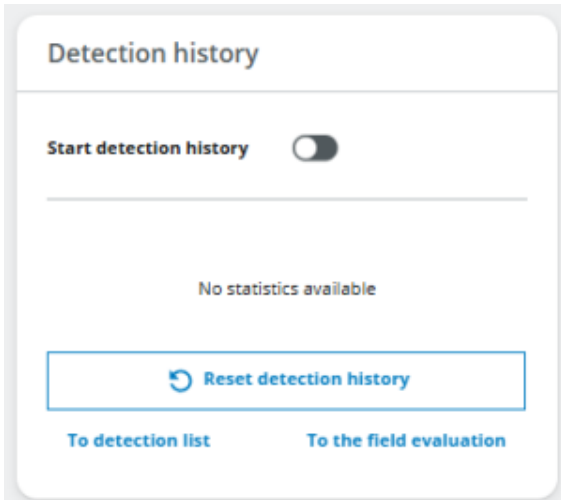 Detection history
Start detection history
No statistics available
Reset detection history
To detection list To the field evaluation